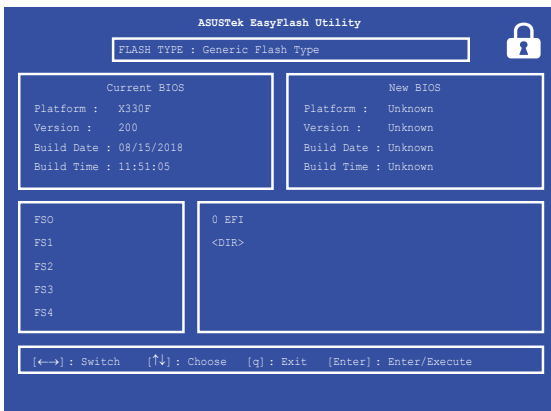 ASUSTek EasyFlash Utility
FLASH TYPE : Generic Flash Type
Current BIOS
Platform : X330F
Version : 200
Build Date : 08/15/2018
Build Time : 11:51:05
New BIOS
Platform : Unknown
Version : Unknown
Build Date : Unknown
Build Time : Unknown
FSO
FS1
FS2
FS3
FS4
0 EFI
<DIR>
[←→] : Switch [↑↓] : Choose [q] : Exit [Enter] : Enter/Execute